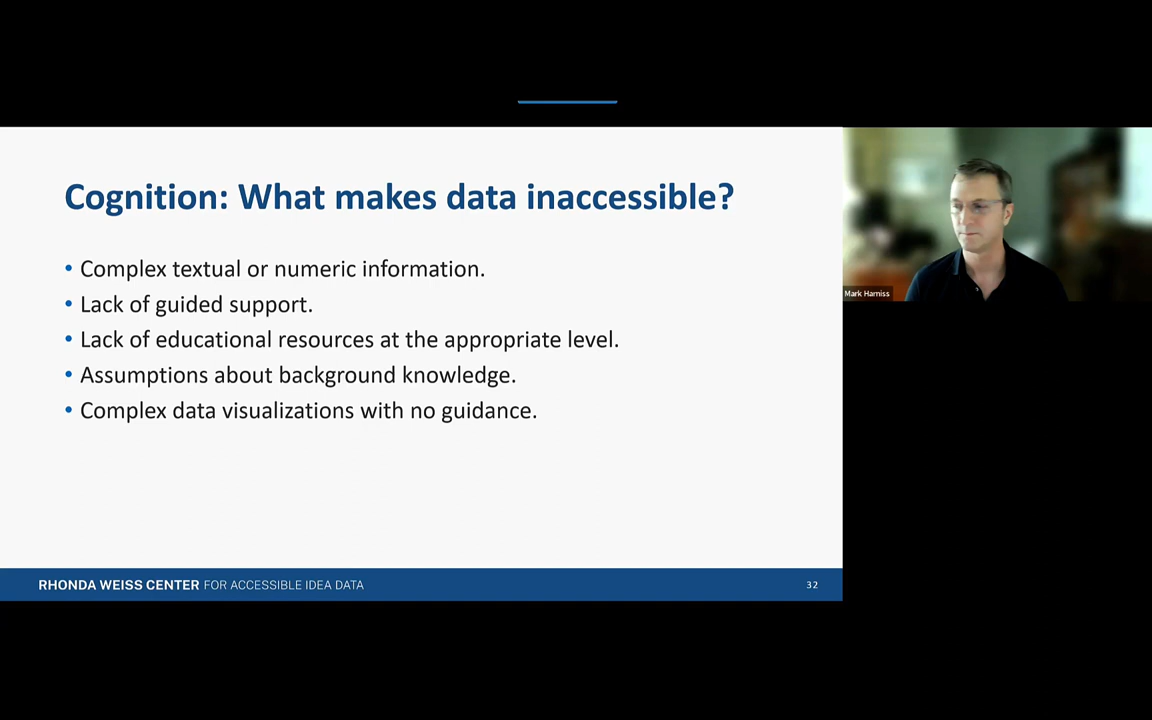 Cognition: What makes data inaccessible?
• Complex textual or numeric information.
• Lack of guided support.
• Lack of educational resources at the appropriate level.
• Assumptions about background knowledge.
• Complex data visualizations with no guidance.
Mark Harniss
RHONDA WEISS CENTER FOR ACCESSIBLE IDEA DATA
32